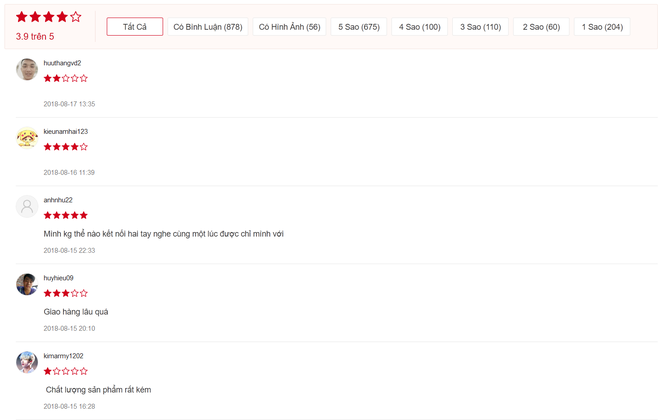 3.9 trên 5
Tất Cả
Có Bình Luận (878)
Có Hình Ảnh (56)
5 Sao (675)
4 Sao (100)
3 Sao (110)
2 Sao (60)
1 Sao (204)
huuthangvd2
2018-08-17 13:35
kieunamhai123
2018-08-16 11:39
anhnhu22
Mình kg thể nào kết nối hai tay nghe cùng một lúc được chỉ mình với
2018-08-15 22:33
huyhieu09
Giao hàng lâu quá
2018-08-15 20:10
kimarmy1202
Chất lượng sản phẩm rất kém
2018-08-15 16:28